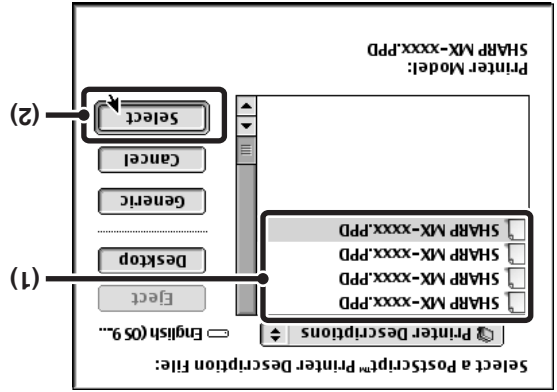 Select a PostScript™ Printer Description File:
Printer Descriptions
English (OS 9...
SHARP MX-xxxx.PPD
SHARP MX-xxxx.PPD
SHARP MX-xxxx.PPD
SHARP MX-xxxx.PPD
Eject
Desktop
Generic
Cancel
Select
Printer Model:
SHARP MX-xxxx.PPD
(1)
(2)